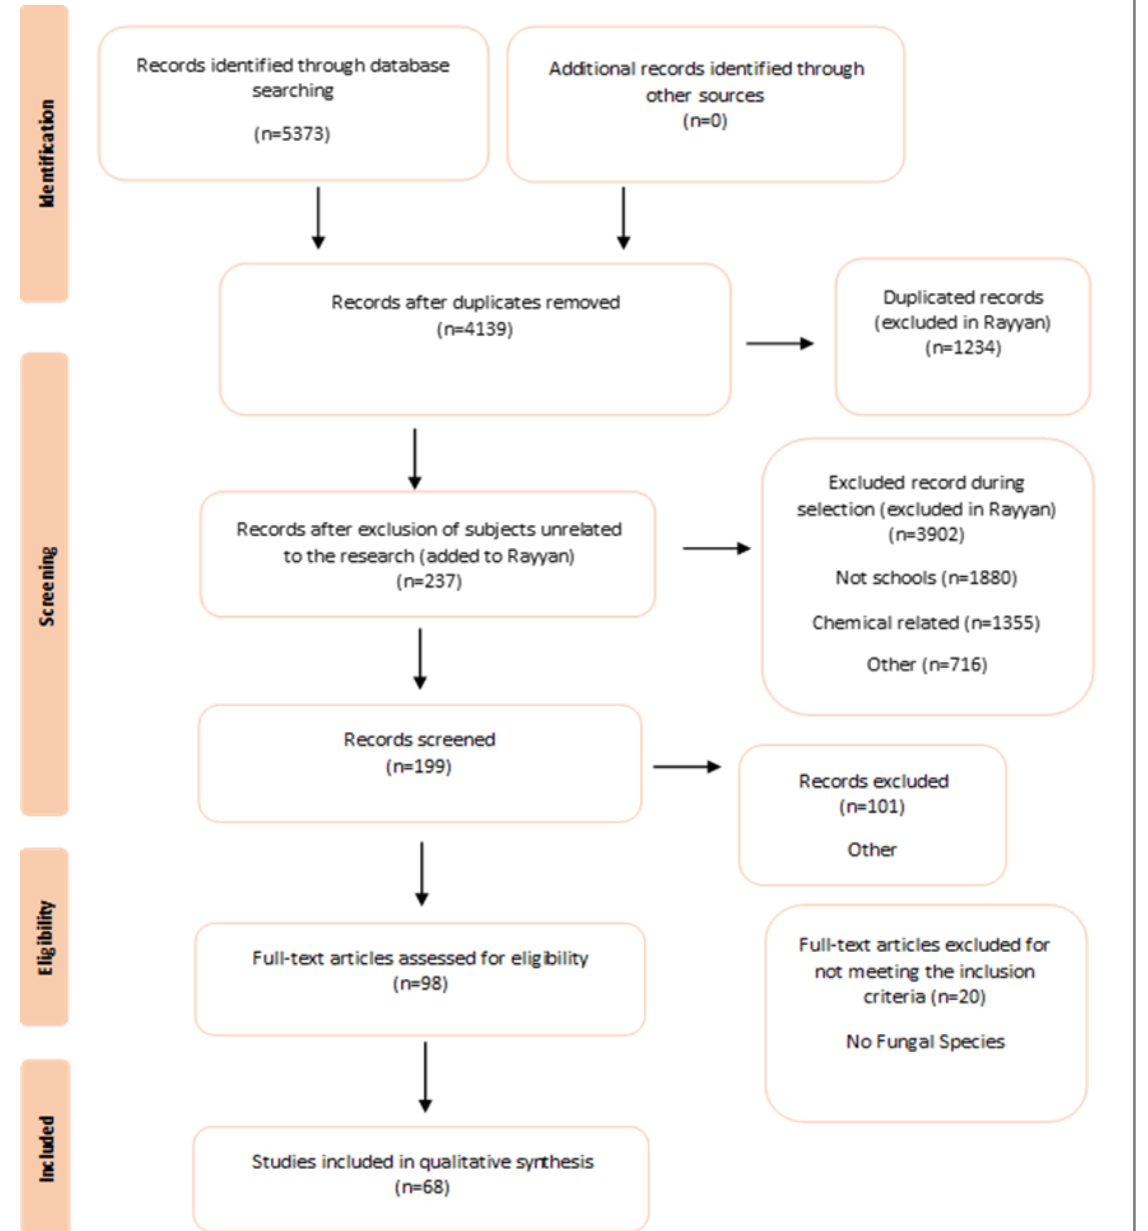 Identification
Records identified through database
searching
(n=5373)
Additional records identified through
other sources
(n=0)
Records after duplicates removed
(n=4139)
Duplicated records
(excluded in Rayyan)
(n=1234)
Screening
Records after exclusion of subjects unrelated
to the research (added to Rayyan)
(n=237)
Excluded record during
selection (excluded in Rayyan)
(n=3902)
Not schools (n=1880)
Chemical related (n=1355)
Other (n=716)
Records screened
(n=199)
Records excluded
(n=101)
Other
Eligibility
Full-text articles assessed for eligibility
(n=98)
Full-text articles excluded for
not meeting the inclusion
criteria (n=20)
No Fungal Species
Included
Studies included in qualitative synthesis
(n=68)